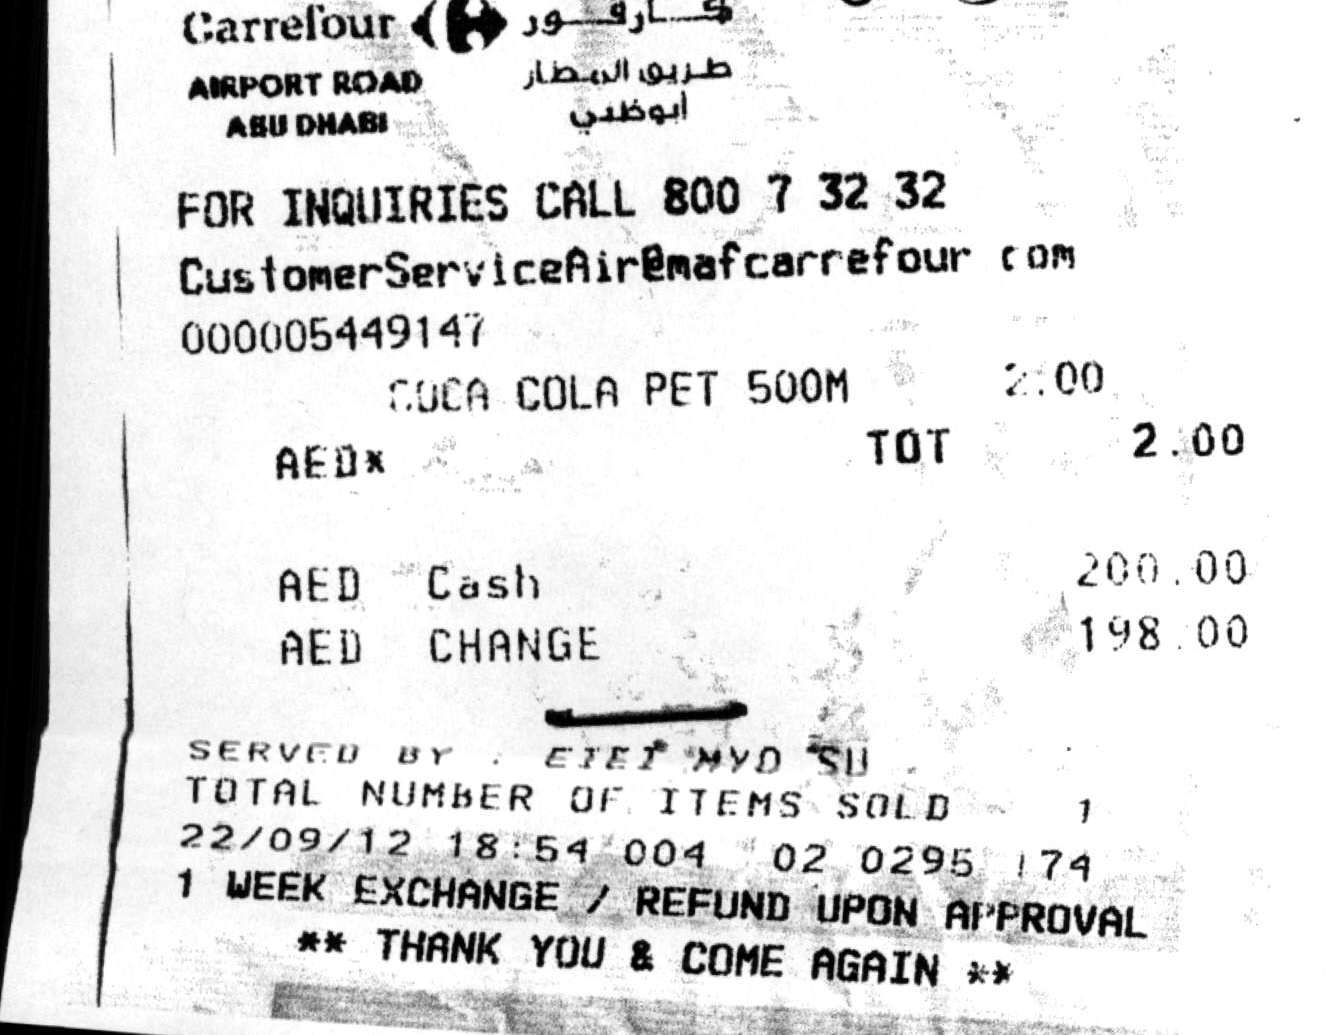 Carrefour كارفور
AIRPORT ROAD طريق المطار
ABU DHABI أبوظبي
FOR INQUIRIES CALL 800 7 32 32
CustomerServiceAir@mafcarrefour com
000005449147
COCA COLA PET 500M 2.00
AED* TOT 2.00
AED Cash 200.00
AED CHANGE 198.00
SERVED BY : EIEI MYO SU
TOTAL NUMBER OF ITEMS SOLD 1
22/09/12 18:54 004 02 0295 174
1 WEEK EXCHANGE / REFUND UPON APPROVAL
** THANK YOU & COME AGAIN **